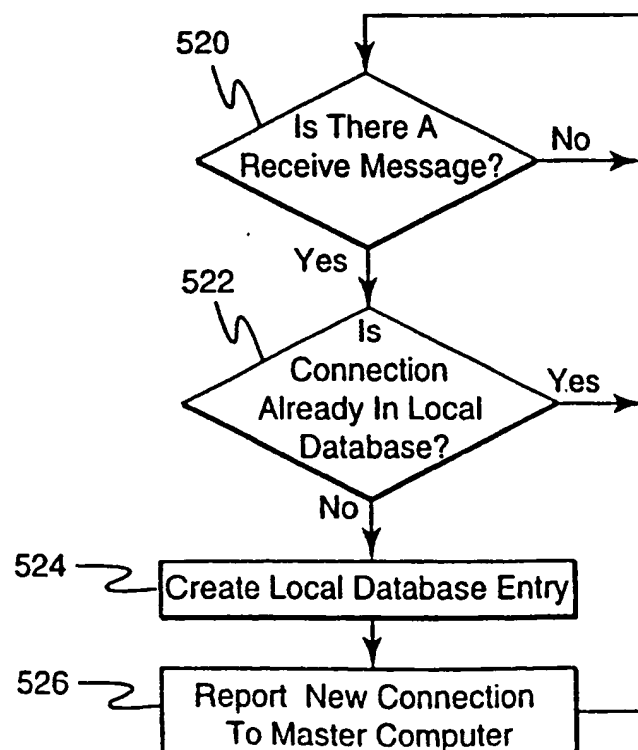 520
Is There A
Receive Message?
No
Yes
522
Is
Connection
Already In Local
Database?
Yes
No
524
Create Local Database Entry
526
Report New Connection
To Master Computer